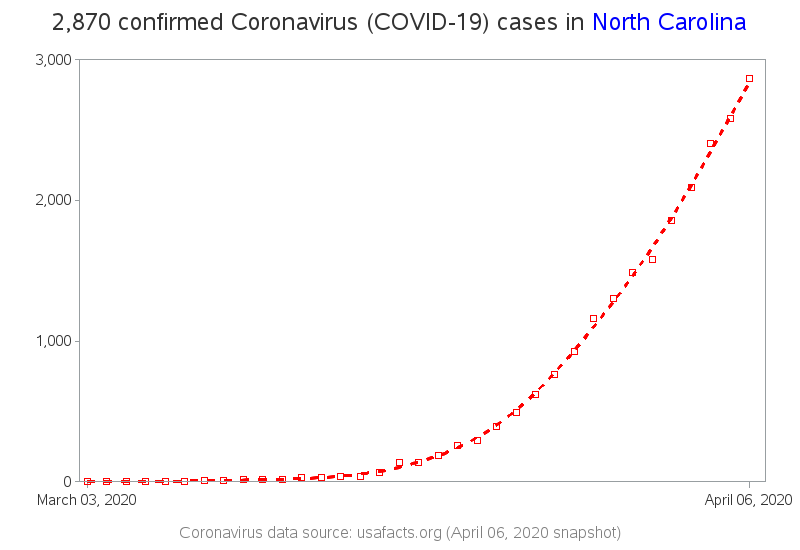 2,870 confirmed Coronavirus (COVID-19) cases in North Carolina
3,000
2,000
1,000
0
March 03, 2020 April 06, 2020
Coronavirus data source: usafacts.org (April 06, 2020 snapshot)